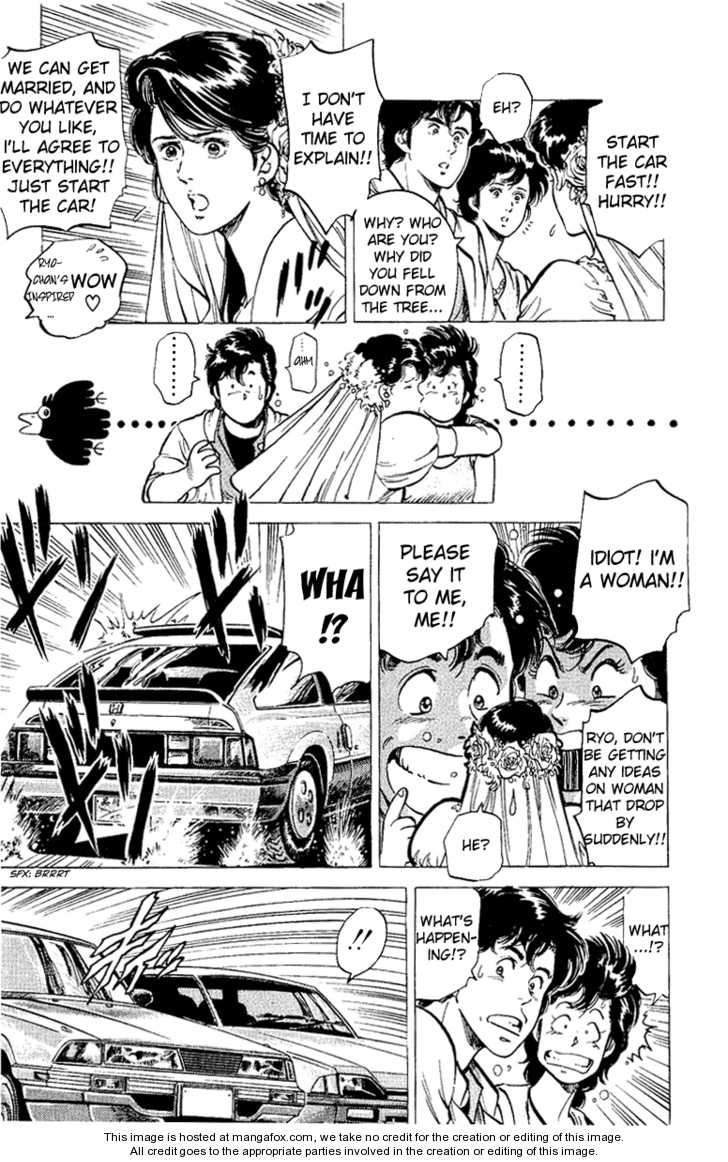 START
THE CAR
FAST!!
HURRY!!
EH?
WHY? WHO
ARE YOU?
WHY DID
YOU FELL
DOWN FROM
THE TREE...
I DON'T
HAVE
TIME TO
EXPLAIN!!
WE CAN GET
MARRIED, AND
DO WHATEVER
YOU LIKE,
I'LL AGREE TO
EVERYTHING!!
JUST START
THE CAR!
RYO-
CHAN'S
INSPIRED
...
WOW
♡
........
........
AHM
........
IDIOT! I'M
A WOMAN!!
PLEASE
SAY IT
TO ME,
ME!!
RYO, DON'T
BE GETTING
ANY IDEAS
ON WOMAN
THAT DROP
BY
SUDDENLY!!
HE?
WHA
!?
SFX: BRRRT
WHAT
...!?
WHAT'S
HAPPEN-
ING!?
!!
This image is hosted at mangafox.com, we take no credit for the creation or editing of this image.
All credit goes to the appropriate parties involved in the creation or editing of this image.